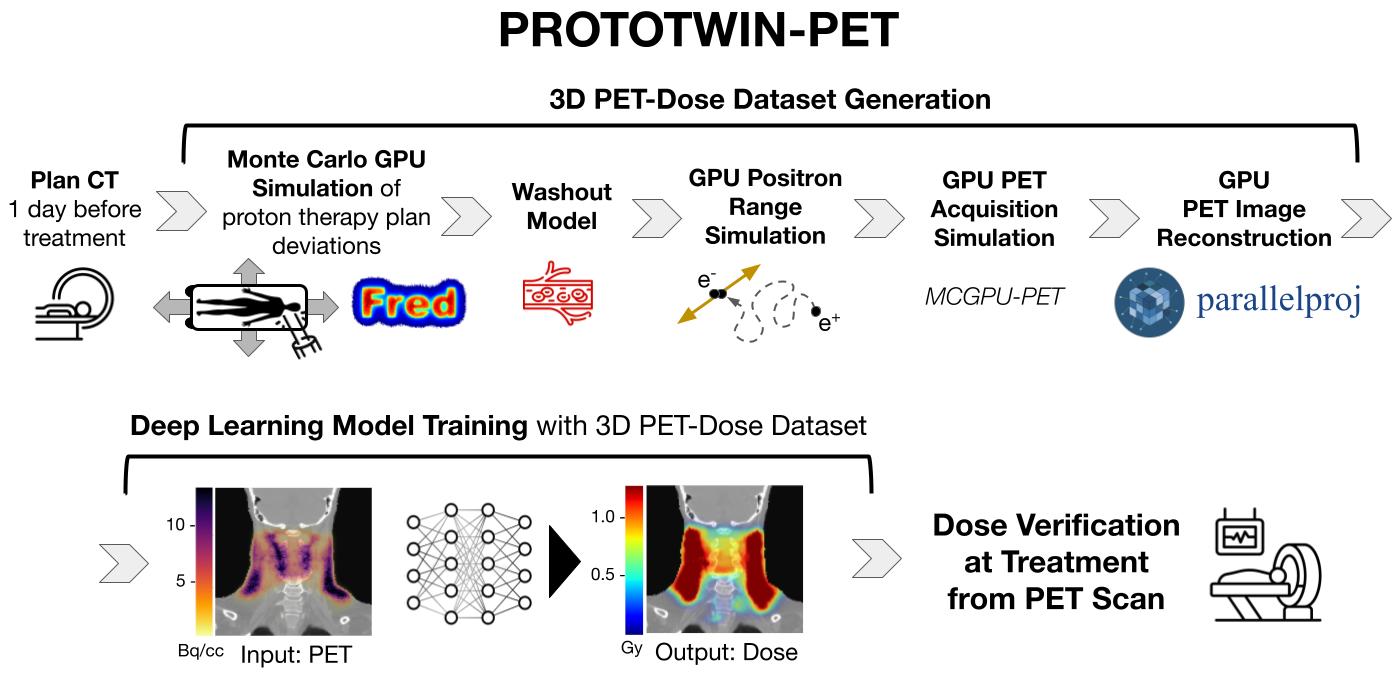 PROTOTWIN-PET
3D PET-Dose Dataset Generation
Plan CT
1 day before
treatment
Monte Carlo GPU
Simulation of
proton therapy plan
deviations
Fred
Washout
Model
GPU Positron
Range
Simulation
e-
e+
GPU PET
Acquisition
Simulation
MCGPU-PET
GPU
PET Image
Reconstruction
parallelproj
Deep Learning Model Training with 3D PET-Dose Dataset
10
5
Bq/cc
Input: PET
1.0
0.5
Gy
Output: Dose
Dose Verification
at Treatment
from PET Scan